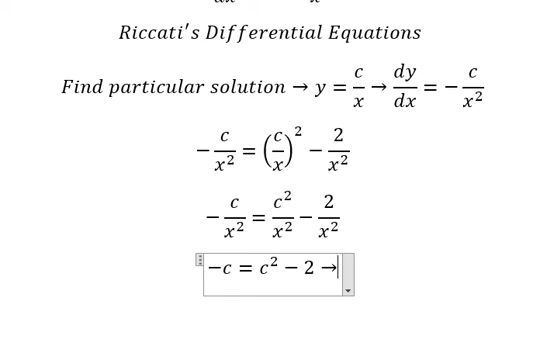 Riccati's Differential Equations
Find particular solution → y = c/x → dy/dx = − c/x²
− c/x² = (c/x)² − 2/x²
− c/x² = c²/x² − 2/x²
−c = c² − 2 →